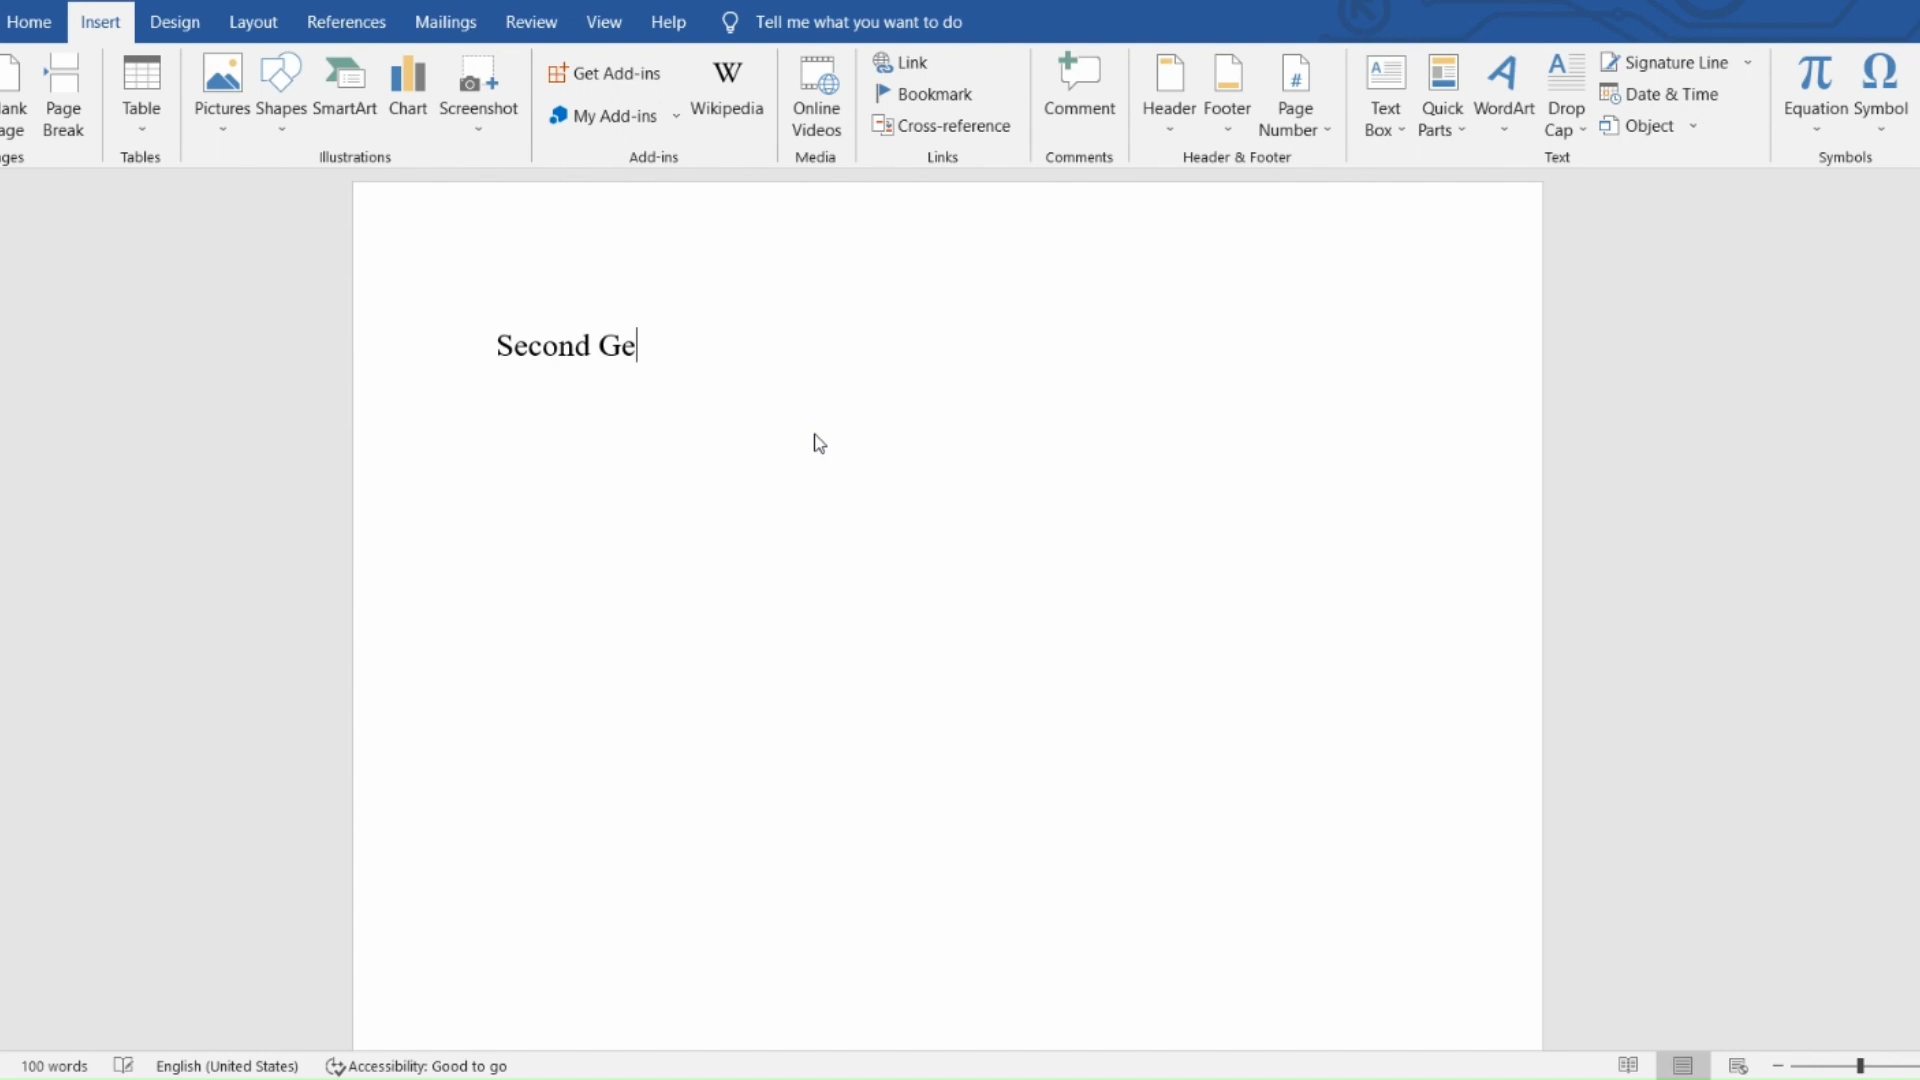 Home Insert Design Layout References Mailings Review View Help Tell me what you want to do
Page Break
Table
Tables
Pictures Shapes SmartArt Chart Screenshot
Illustrations
Get Add-ins
My Add-ins
Wikipedia
Add-ins
Online Videos
Media
Link
Bookmark
Cross-reference
Links
Comment
Comments
Header Footer Page Number
Header & Footer
Text Box Quick Parts WordArt Drop Cap
Signature Line
Date & Time
Object
Text
Equation Symbol
Symbols
Second Ge
100 words English (United States) Accessibility: Good to go